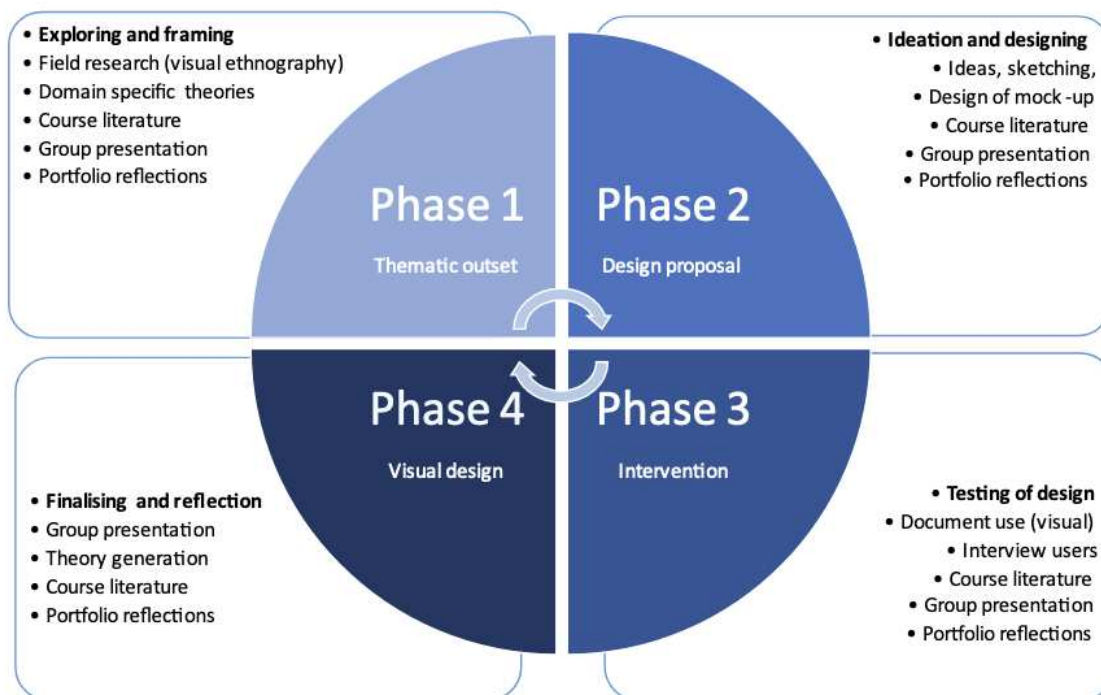 • Exploring and framing
• Field research (visual ethnography)
• Domain specific theories
• Course literature
• Group presentation
• Portfolio reflections
Phase 1
Thematic outset
• Ideation and designing
• Ideas, sketching,
• Design of mock -up
• Course literature
• Group presentation
• Portfolio reflections
Phase 2
Design proposal
Phase 4
Visual design
• Finalising and reflection
• Group presentation
• Theory generation
• Course literature
• Portfolio reflections
Phase 3
Intervention
• Testing of design
• Document use (visual)
• Interview users
• Course literature
• Group presentation
• Portfolio reflections